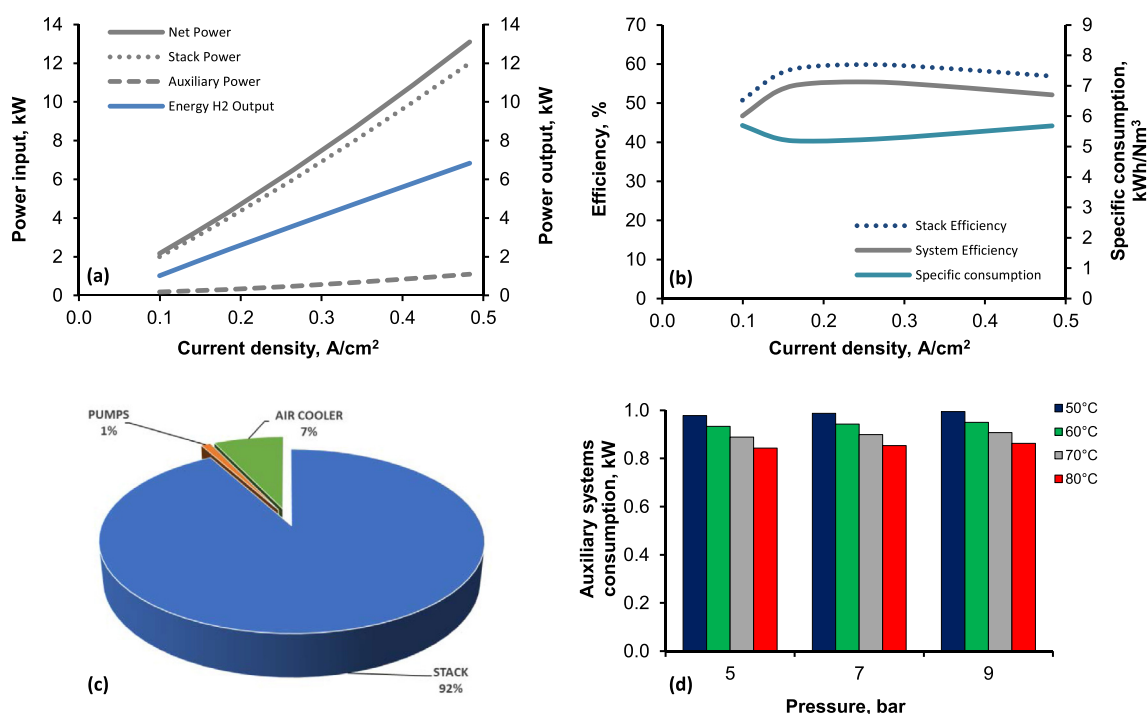 14
12
10
8
6
4
2
0
Power input, kW
Net Power
Stack Power
Auxiliary Power
Energy H2 Output
(a)
14
12
10
8
6
4
2
0
Power output, kW
0.0 0.1 0.2 0.3 0.4 0.5
Current density, A/cm²
70
60
50
40
30
20
10
0
Efficiency, %
Stack Efficiency
System Efficiency
Specific consumption
(b)
9
8
7
6
5
4
3
2
1
0
Specific consumption,
kWh/Nm³
0.0 0.1 0.2 0.3 0.4 0.5
Current density, A/cm²
PUMPS
1%
AIR COOLER
7%
STACK
92%
(c)
1.0
0.8
0.6
0.4
0.2
0.0
Auxiliary systems
consumption, kW
50°C
60°C
70°C
80°C
(d)
5 7 9
Pressure, bar